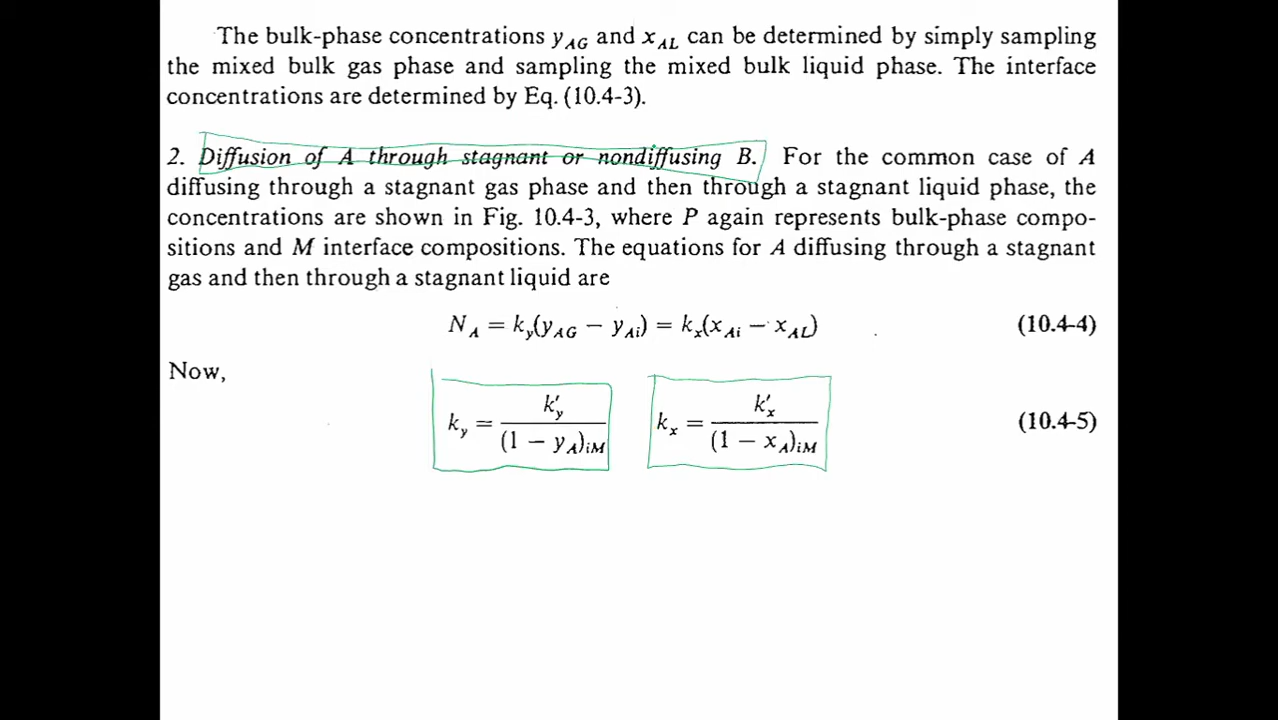 The bulk-phase concentrations y_AG and x_AL can be determined by simply sampling
the mixed bulk gas phase and sampling the mixed bulk liquid phase. The interface
concentrations are determined by Eq. (10.4-3).
2. Diffusion of A through stagnant or nondiffusing B. For the common case of A
diffusing through a stagnant gas phase and then through a stagnant liquid phase, the
concentrations are shown in Fig. 10.4-3, where P again represents bulk-phase compo-
sitions and M interface compositions. The equations for A diffusing through a stagnant
gas and then through a stagnant liquid are
N_A = k_y(y_AG − y_Ai) = k_x(x_Ai − x_AL) (10.4-4)
Now,
k_y = k′_y / (1 − y_A)_iM k_x = k′_x / (1 − x_A)_iM (10.4-5)